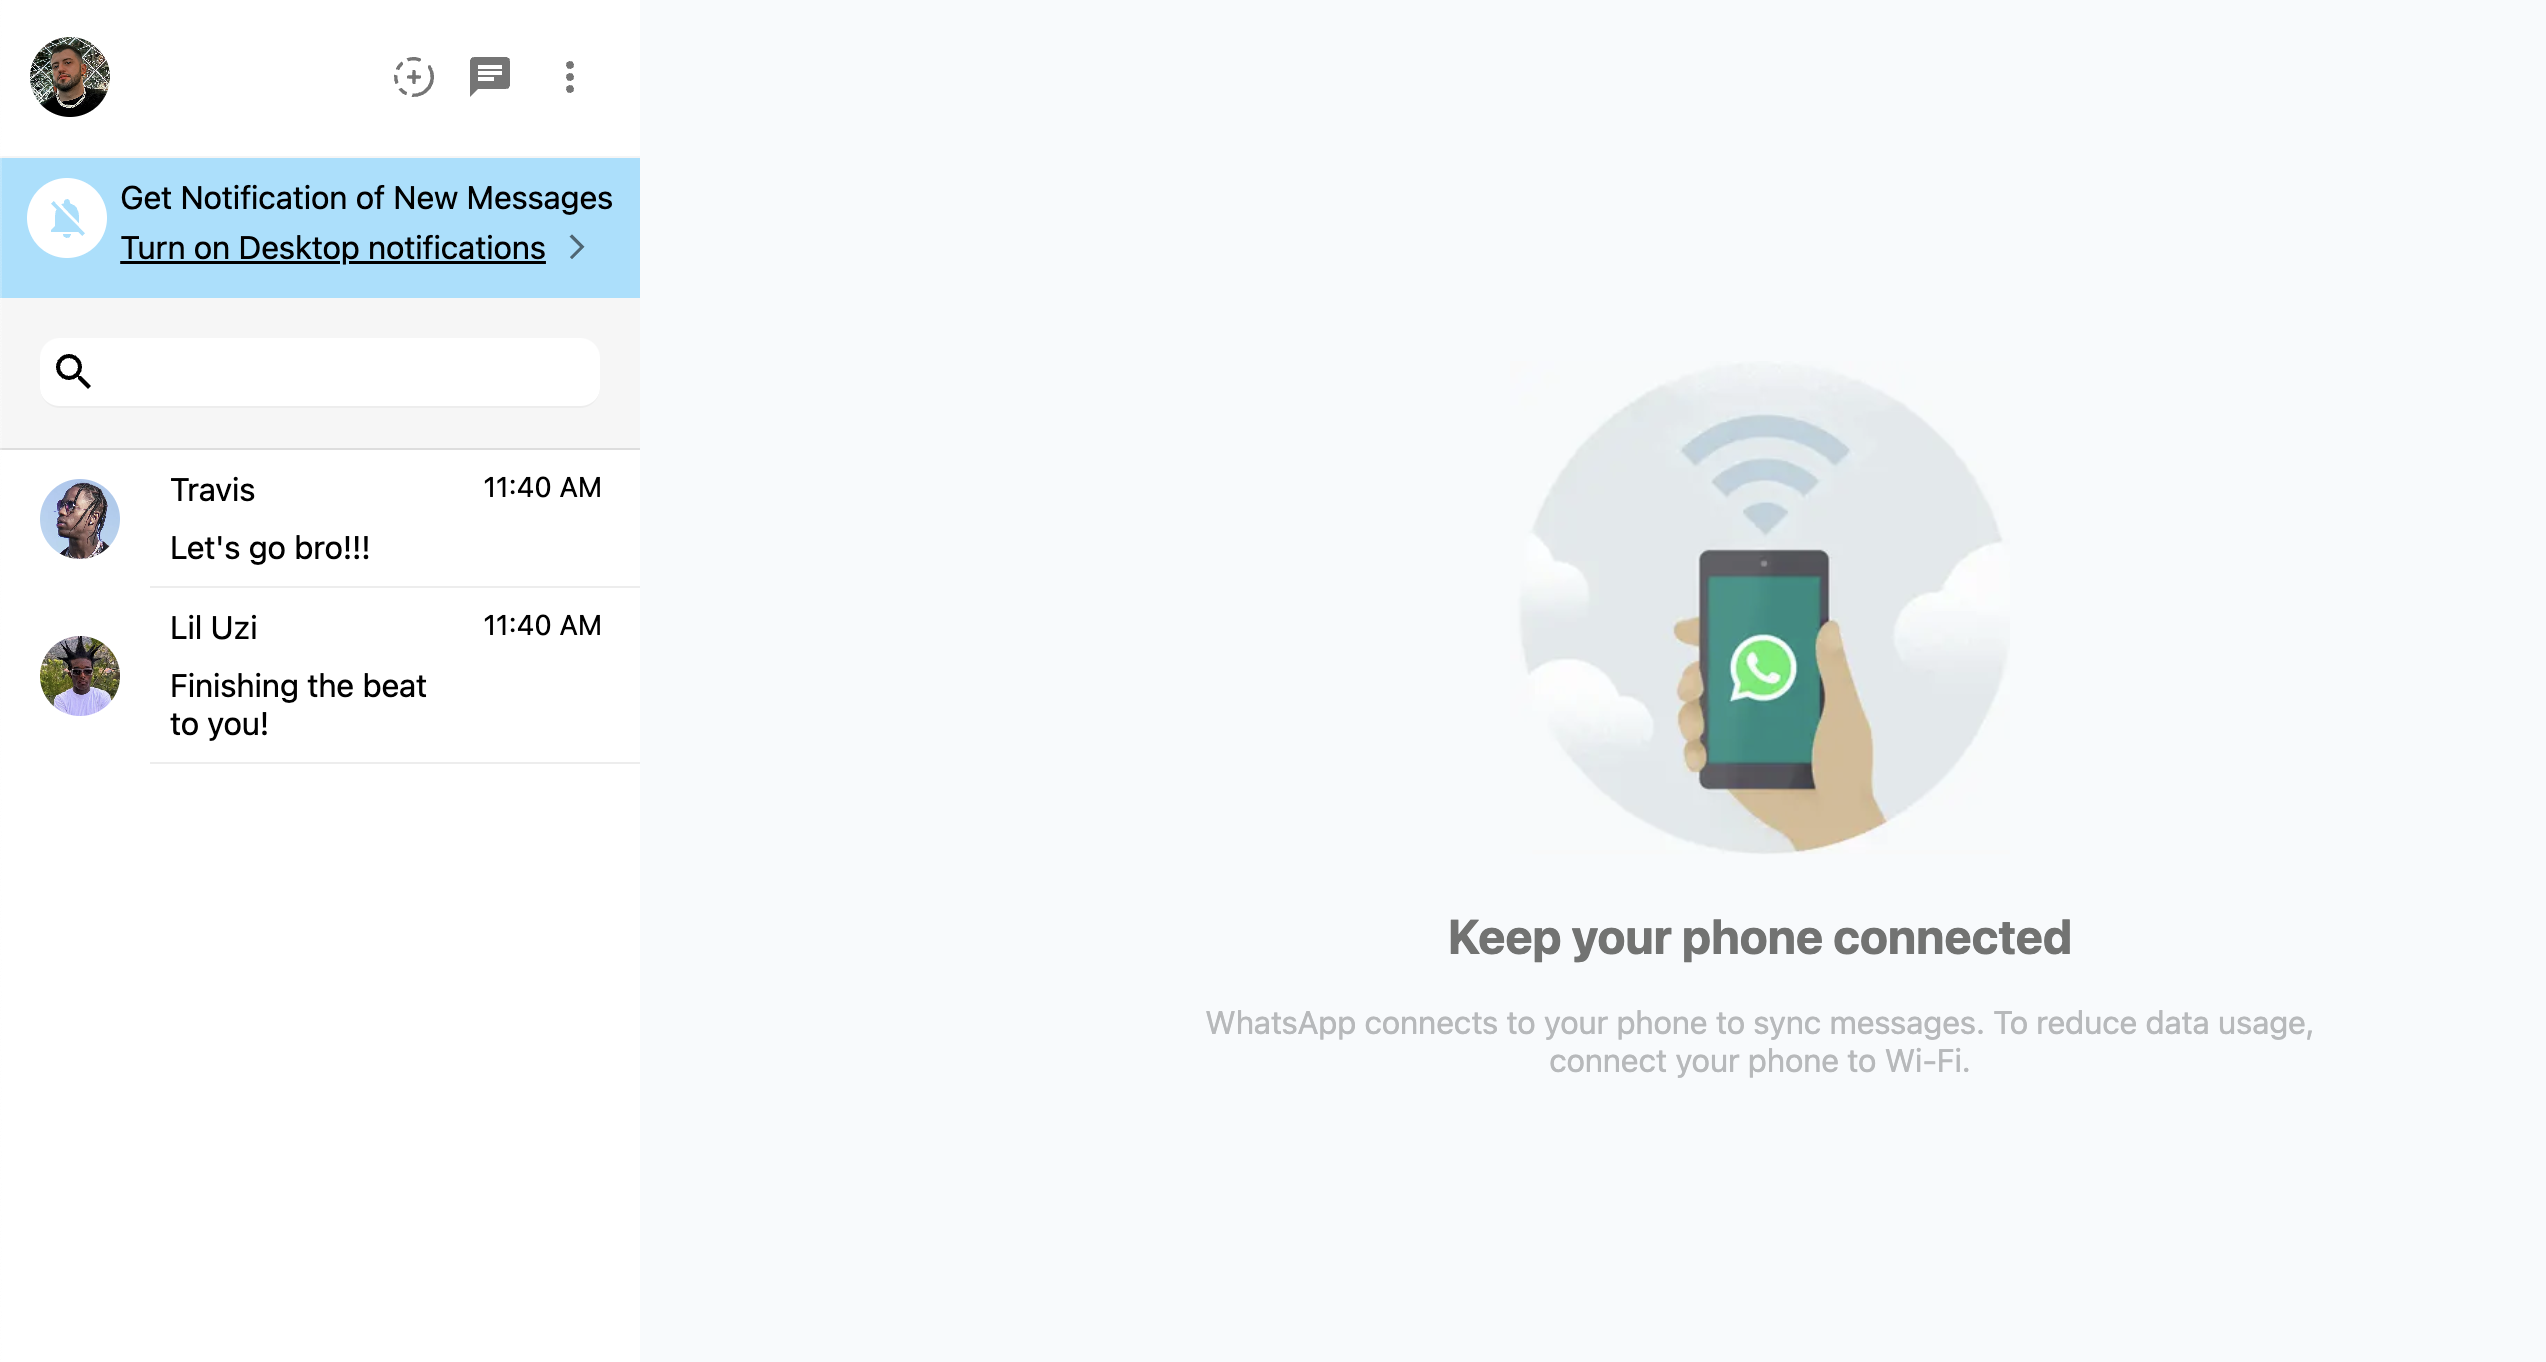 Get Notification of New Messages
Turn on Desktop notifications
Travis
11:40 AM
Let's go bro!!!
Lil Uzi
11:40 AM
Finishing the beat
to you!
Keep your phone connected
WhatsApp connects to your phone to sync messages. To reduce data usage,
connect your phone to Wi-Fi.